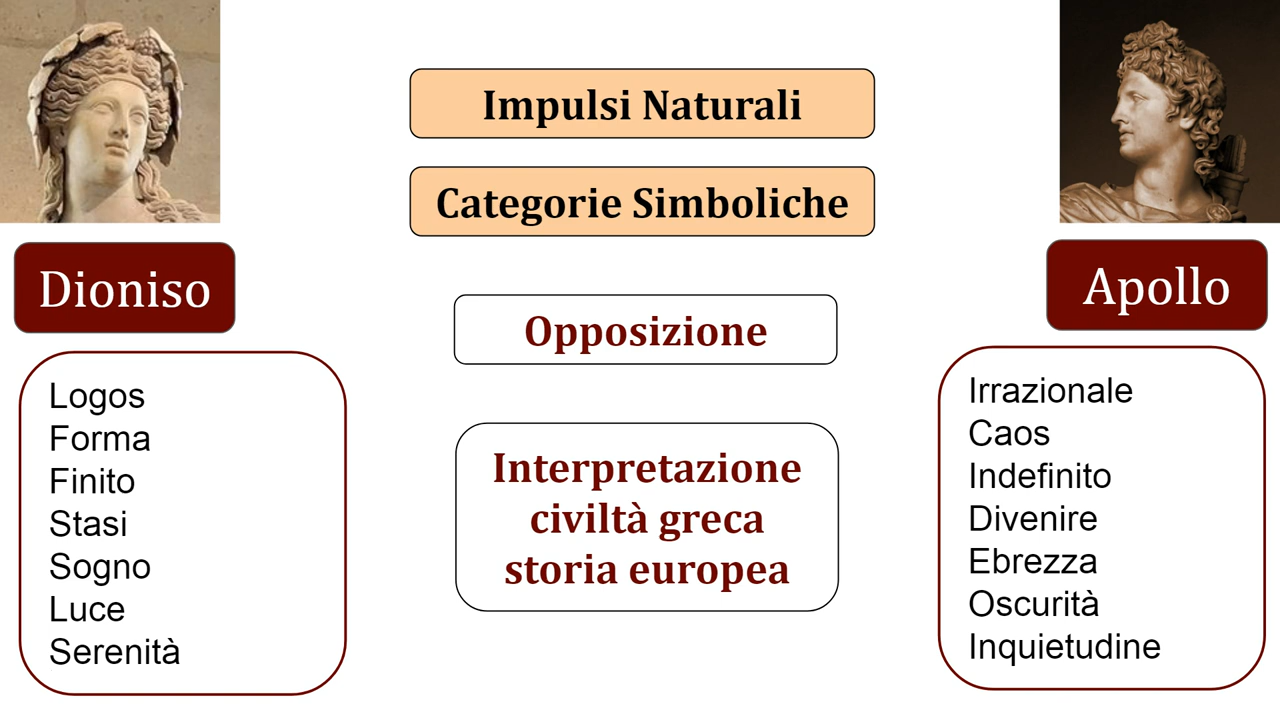 Impulsi Naturali
Categorie Simboliche
Dioniso
Apollo
Opposizione
Logos
Forma
Finito
Stasi
Sogno
Luce
Serenità
Interpretazione
civiltà greca
storia europea
Irrazionale
Caos
Indefinito
Divenire
Ebrezza
Oscurità
Inquietudine